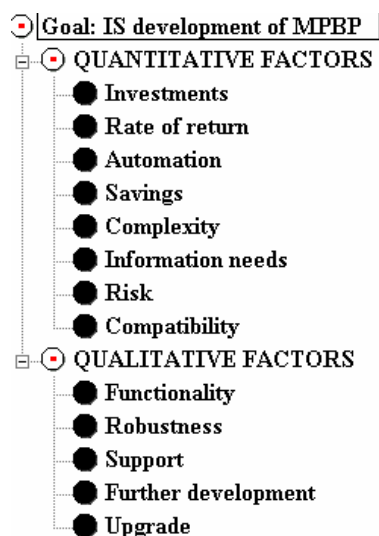 Goal: IS development of MPBP
QUANTITATIVE FACTORS
Investments
Rate of return
Automation
Savings
Complexity
Information needs
Risk
Compatibility
QUALITATIVE FACTORS
Functionality
Robustness
Support
Further development
Upgrade